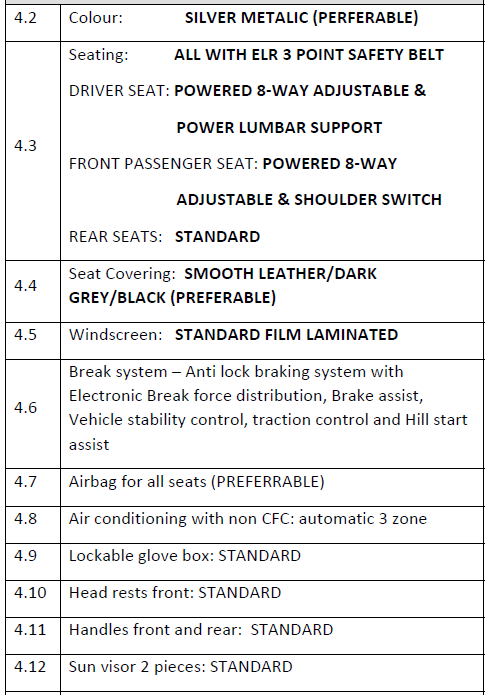 4.2 Colour: SILVER METALIC (PERFERABLE)
4.3 Seating: ALL WITH ELR 3 POINT SAFETY BELT
DRIVER SEAT: POWERED 8-WAY ADJUSTABLE &
POWER LUMBAR SUPPORT
FRONT PASSENGER SEAT: POWERED 8-WAY
ADJUSTABLE & SHOULDER SWITCH
REAR SEATS: STANDARD
4.4 Seat Covering: SMOOTH LEATHER/DARK
GREY/BLACK (PREFERABLE)
4.5 Windscreen: STANDARD FILM LAMINATED
4.6 Break system – Anti lock braking system with
Electronic Break force distribution, Brake assist,
Vehicle stability control, traction control and Hill start
assist
4.7 Airbag for all seats (PREFERRABLE)
4.8 Air conditioning with non CFC: automatic 3 zone
4.9 Lockable glove box: STANDARD
4.10 Head rests front: STANDARD
4.11 Handles front and rear: STANDARD
4.12 Sun visor 2 pieces: STANDARD